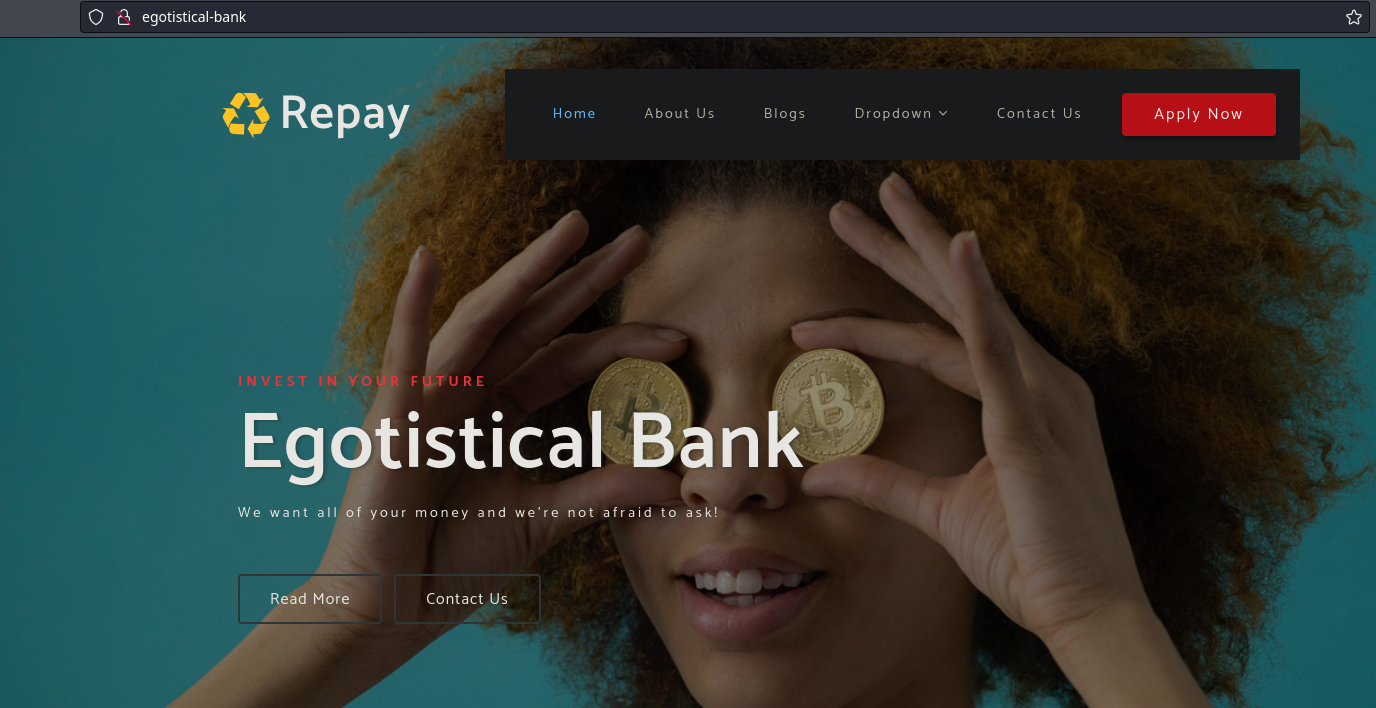 egotistical-bank
Repay
Home About Us Blogs Dropdown Contact Us Apply Now
INVEST IN YOUR FUTURE
Egotistical Bank
We want all of your money and we're not afraid to ask!
Read More Contact Us